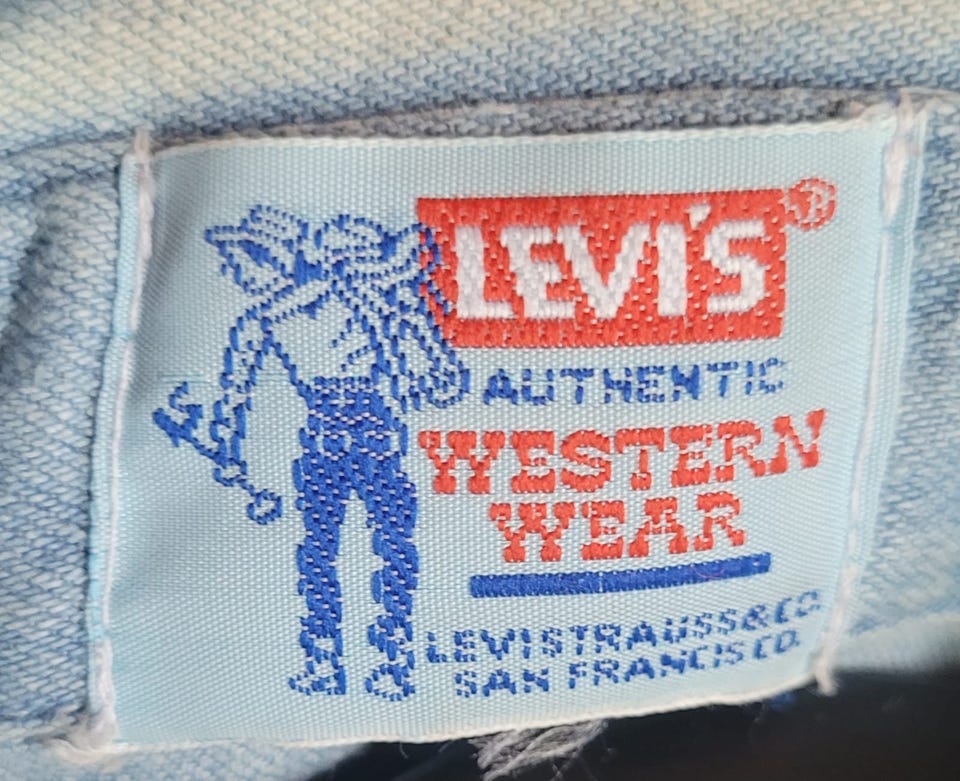 LEVI'S ®
AUTHENTIC
WESTERN
WEAR
LEVI STRAUSS & CO.
SAN FRANCISCO.